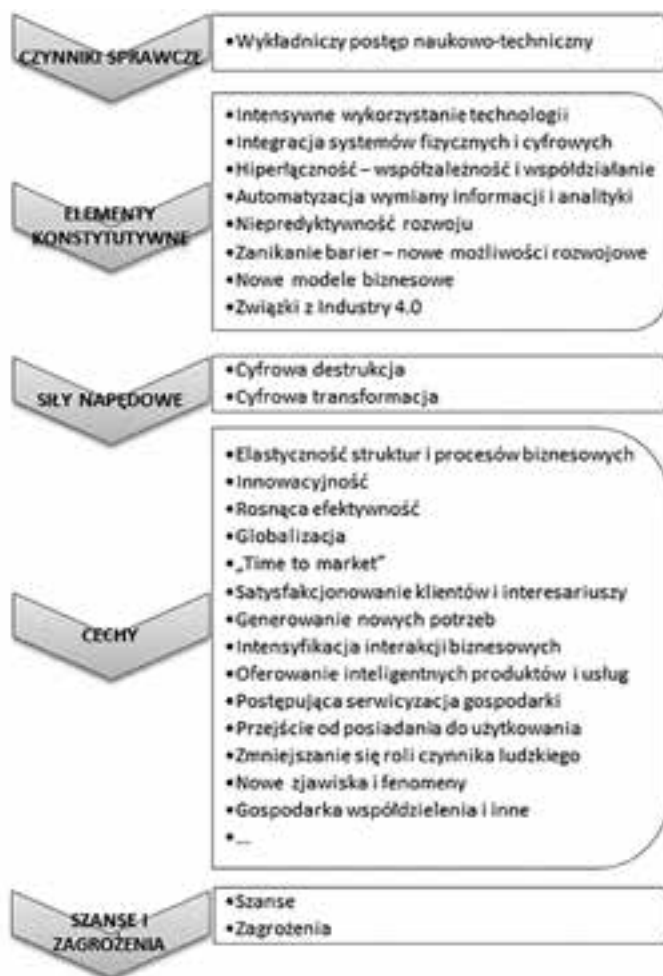 CZYNNIKI SPRAWCZE
•Wykładniczy postęp naukowo-techniczny
ELEMENTY
KONSTYTUTYWNE
•Intensywne wykorzystanie technologii
•Integracja systemów fizycznych i cyfrowych
•Hiperłączność – współzależność i współdziałanie
•Automatyzacja wymiany informacji i analityki
•Niepredyktywność rozwoju
•Zanikanie barier – nowe możliwości rozwojowe
•Nowe modele biznesowe
•Związki z Industry 4.0
SIŁY NAPĘDOWE
•Cyfrowa destrukcja
•Cyfrowa transformacja
CECHY
•Elastyczność struktur i procesów biznesowych
•Innowacyjność
•Rosnąca efektywność
•Globalizacja
•„Time to market”
•Satysfakcjonowanie klientów i interesariuszy
•Generowanie nowych potrzeb
•Intensyfikacja interakcji biznesowych
•Oferowanie inteligentnych produktów i usług
•Postępująca serwicyzacja gospodarki
•Przejście od posiadania do użytkowania
•Zmniejszanie się roli czynnika ludzkiego
•Nowe zjawiska i fenomeny
•Gospodarka współdzielenia i inne
•...
SZANSE I
ZAGROŻENIA
•Szanse
•Zagrożenia